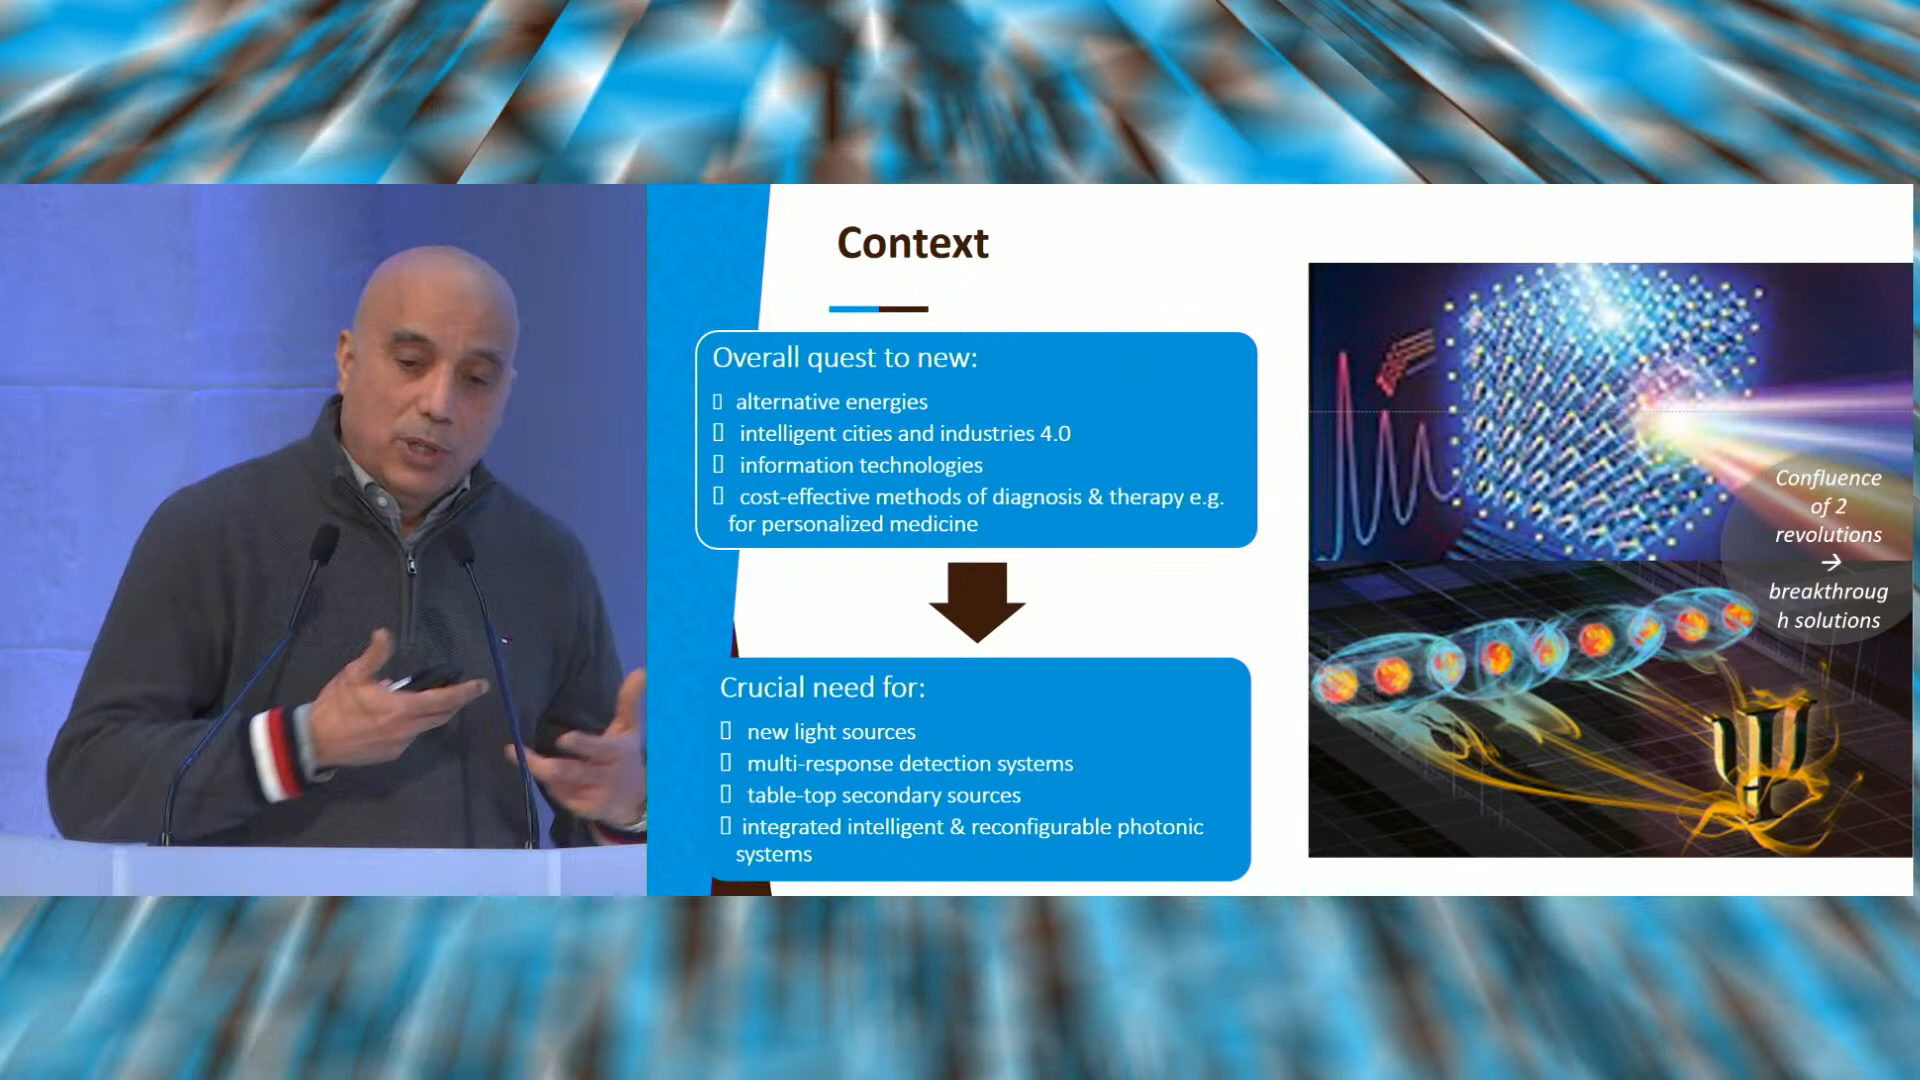 Context
Overall quest to new:
alternative energies
intelligent cities and industries 4.0
information technologies
cost-effective methods of diagnosis & therapy e.g.
for personalized medicine
Crucial need for:
new light sources
multi-response detection systems
table-top secondary sources
integrated intelligent & reconfigurable photonic
systems
Confluence
of 2
revolutions
→
breakthroug
h solutions
Ψ